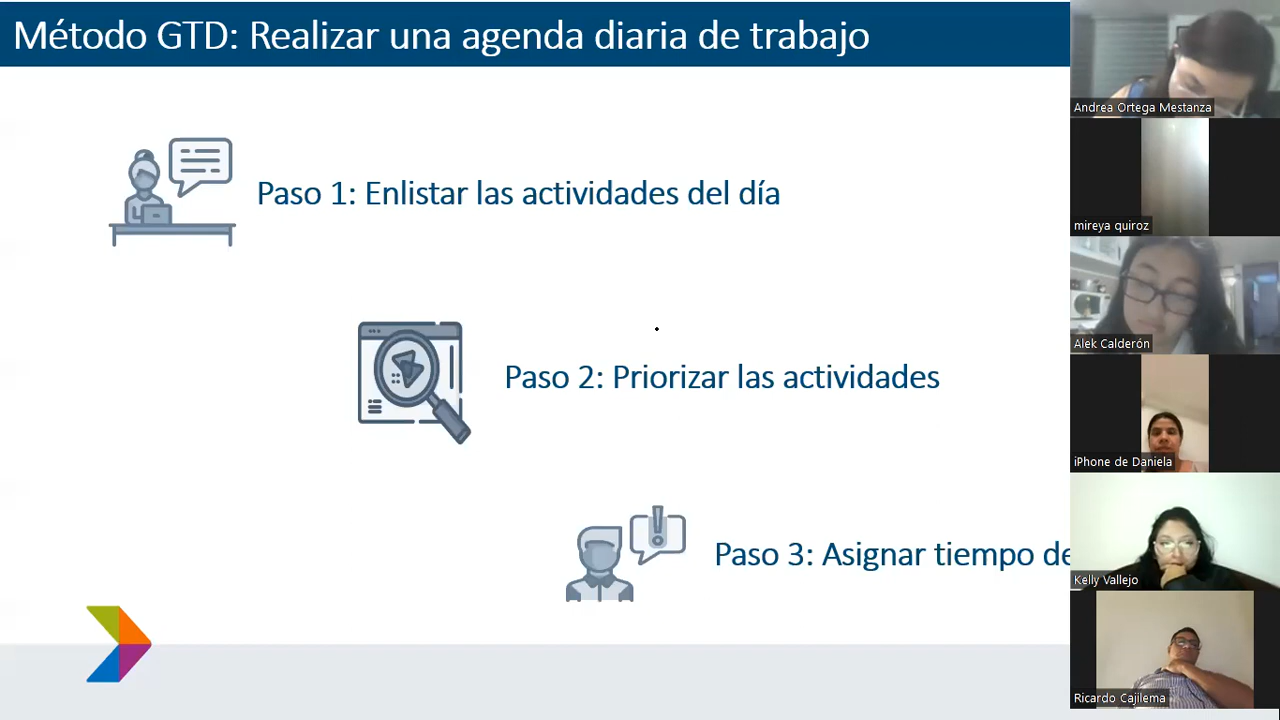 Método GTD: Realizar una agenda diaria de trabajo
Paso 1: Enlistar las actividades del día
Paso 2: Priorizar las actividades
Paso 3: Asignar tiempo de
Andrea Ortega Mestanza
mireya quiroz
Alek Calderón
iPhone de Daniela
Kelly Vallejo
Ricardo Cajilema